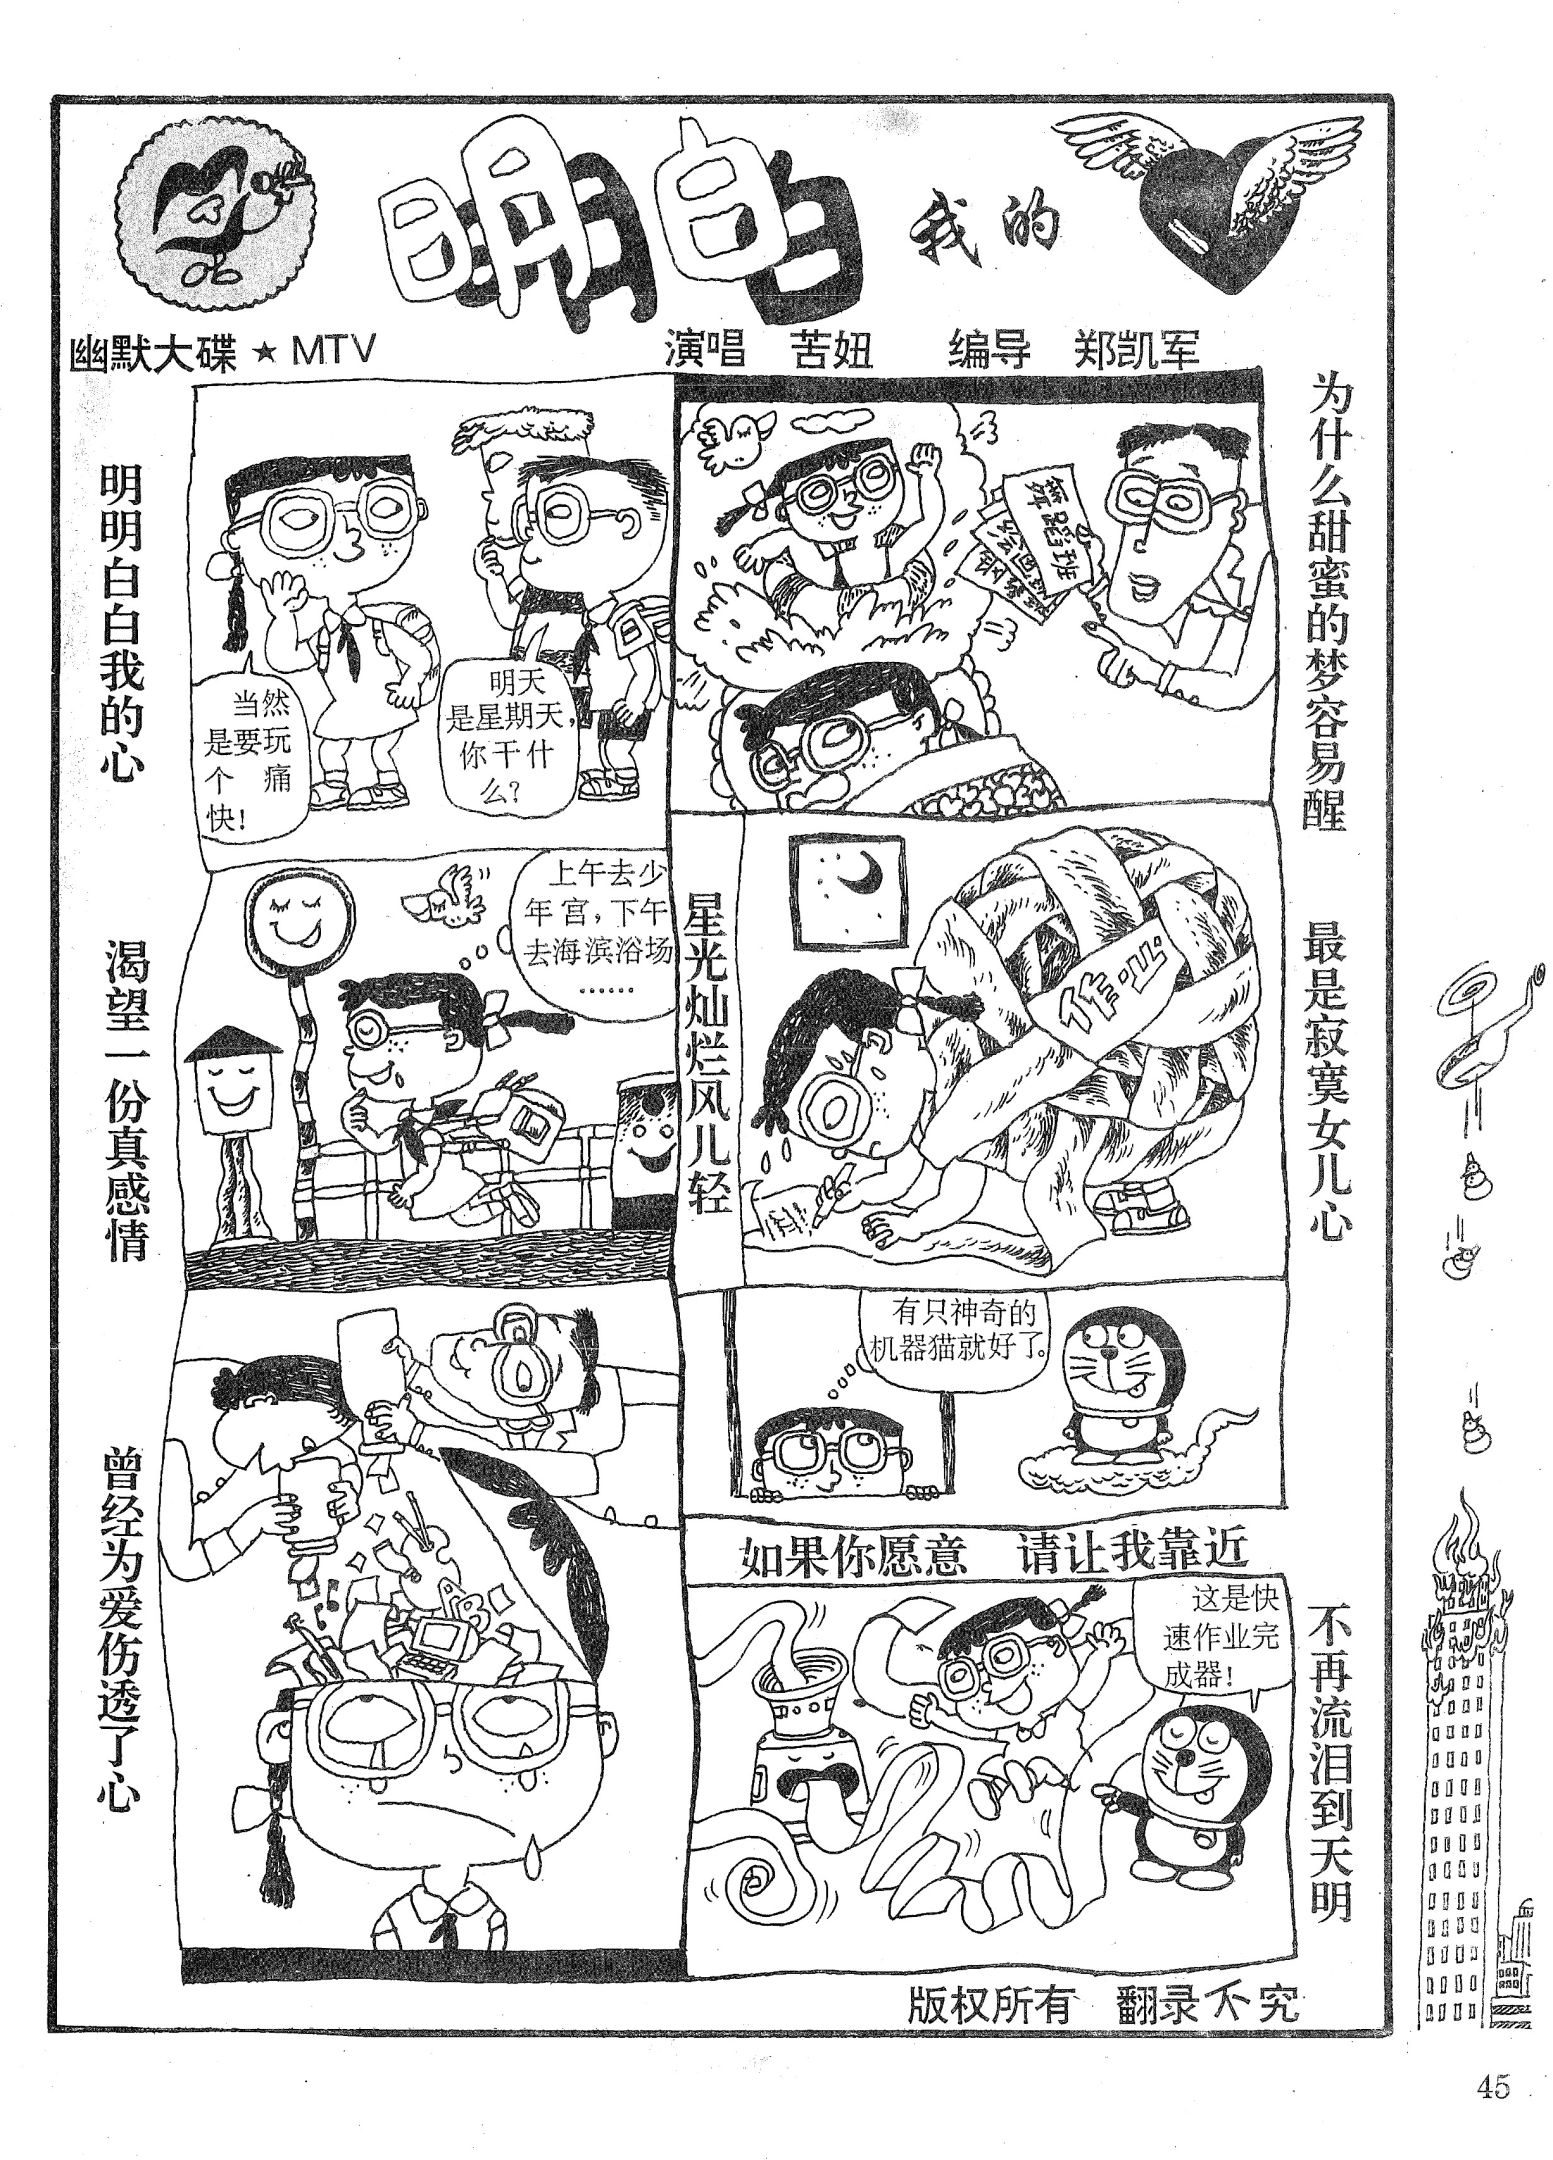 明白
我的
幽默大碟★MTV
演唱 苦妞 编导 郑凯军
明明白白我的心
当然
是要玩
个痛
快!
明天
是星期天,
你干什
么?
渴望一份真感情
上午去少
年宫,下午
去海滨浴场
……
曾经为爱伤透了心
为什么甜蜜的梦容易醒
舞蹈班
绘画班
钢琴班
星光灿烂风儿轻
作业
最是寂寞女儿心
有只神奇的
机器猫就好了。
如果你愿意 请让我靠近
这是快
速作业完
成器!
不再流泪到天明
版权所有 翻录不究
45